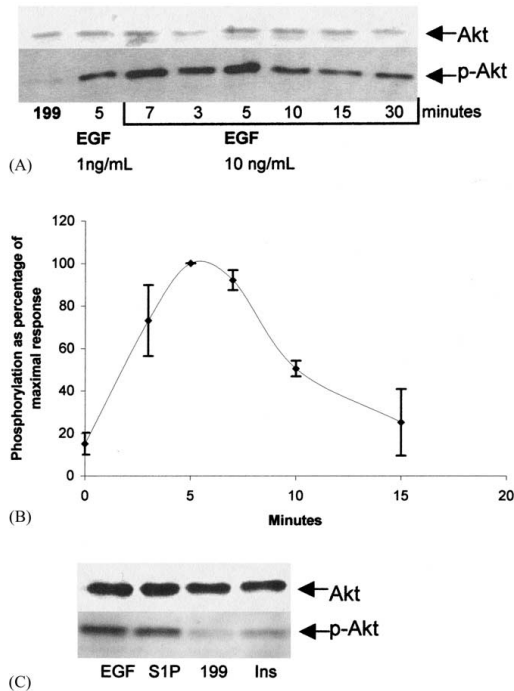 Akt
p-Akt
199 5 7 3 5 10 15 30 minutes
EGF EGF
1ng/mL 10 ng/mL
(A)
120
100
80
60
40
20
0
0 5 10 15 20
Phosphorylation as percentage of
maximal response
Minutes
(B)
Akt
p-Akt
EGF S1P 199 Ins
(C)